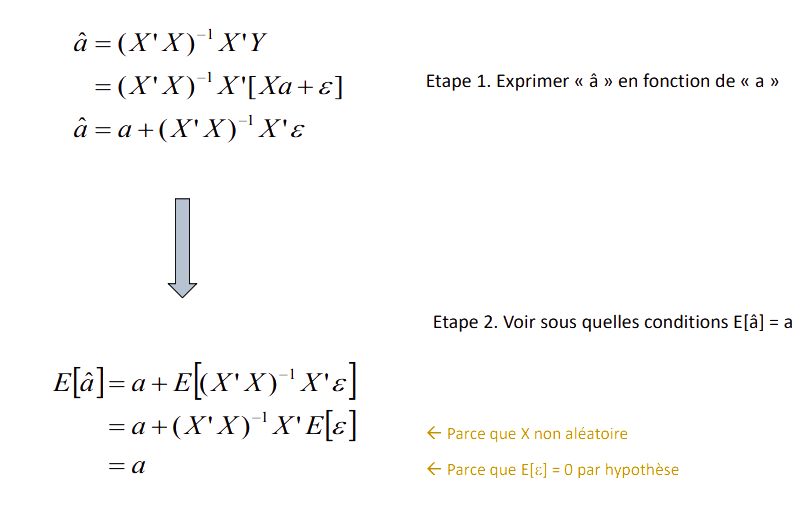 â = (X'X)⁻¹ X'Y
= (X'X)⁻¹ X'[Xa + ε]
Etape 1. Exprimer « â » en fonction de « a »
â = a + (X'X)⁻¹ X'ε
Etape 2. Voir sous quelles conditions E[â] = a
E[â] = a + E[(X'X)⁻¹ X'ε]
= a + (X'X)⁻¹ X'E[ε]
← Parce que X non aléatoire
= a
← Parce que E[ε] = 0 par hypothèse